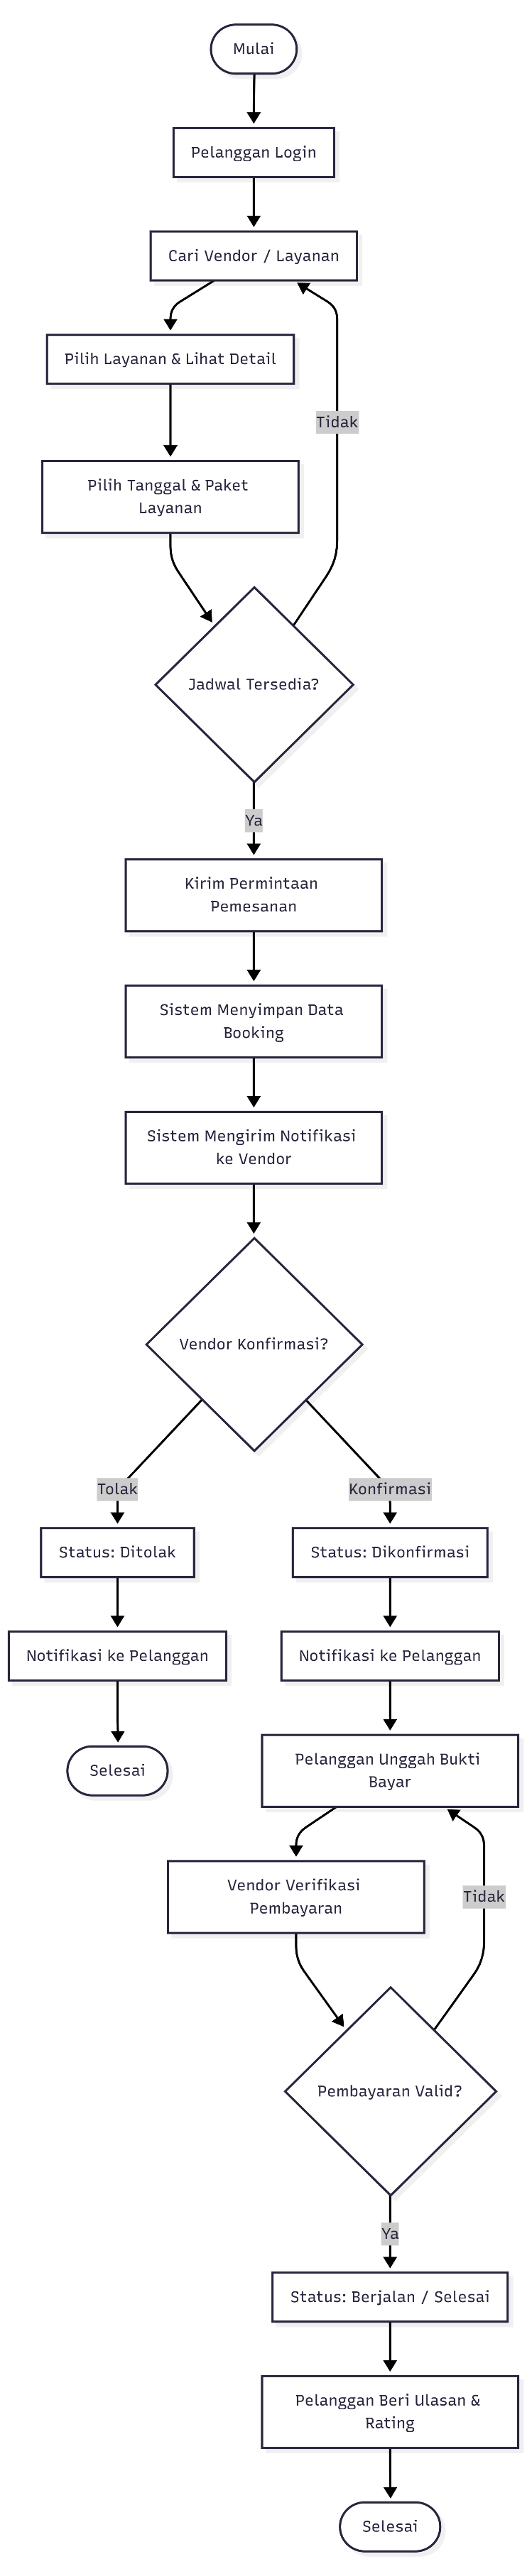 Mulai
Pelanggan Login
Cari Vendor / Layanan
Pilih Layanan & Lihat Detail
Tidak
Pilih Tanggal & Paket
Layanan
Jadwal Tersedia?
Ya
Kirim Permintaan
Pemesanan
Sistem Menyimpan Data
Booking
Sistem Mengirim Notifikasi
ke Vendor
Vendor Konfirmasi?
Tolak
Konfirmasi
Status: Ditolak
Status: Dikonfirmasi
Notifikasi ke Pelanggan
Notifikasi ke Pelanggan
Selesai
Pelanggan Unggah Bukti
Bayar
Vendor Verifikasi
Pembayaran
Tidak
Pembayaran Valid?
Ya
Status: Berjalan / Selesai
Pelanggan Beri Ulasan &
Rating
Selesai